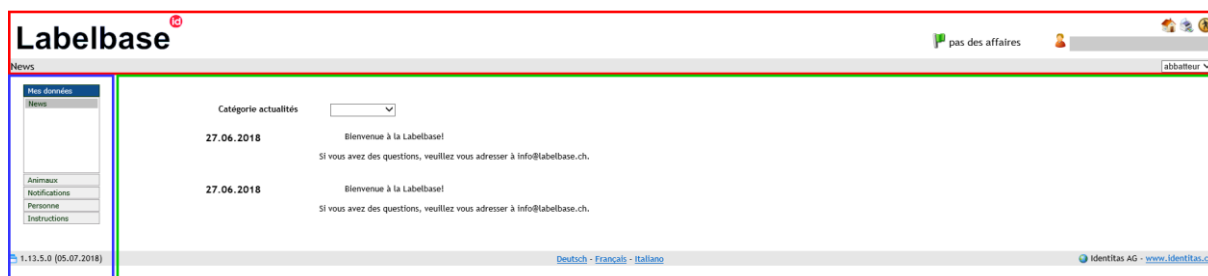 Labelbase id
pas des affaires
News
abbatteur
Mes données
News
Animaux
Notifications
Personne
Instructions
Catégorie actualités
27.06.2018 Bienvenue à la Labelbase!
Si vous avez des questions, veuillez vous adresser à info@labelbase.ch.
27.06.2018 Bienvenue à la Labelbase!
Si vous avez des questions, veuillez vous adresser à info@labelbase.ch.
1.13.5.0 (05.07.2018)
Deutsch - Français - Italiano
Identitas AG - www.identitas.c